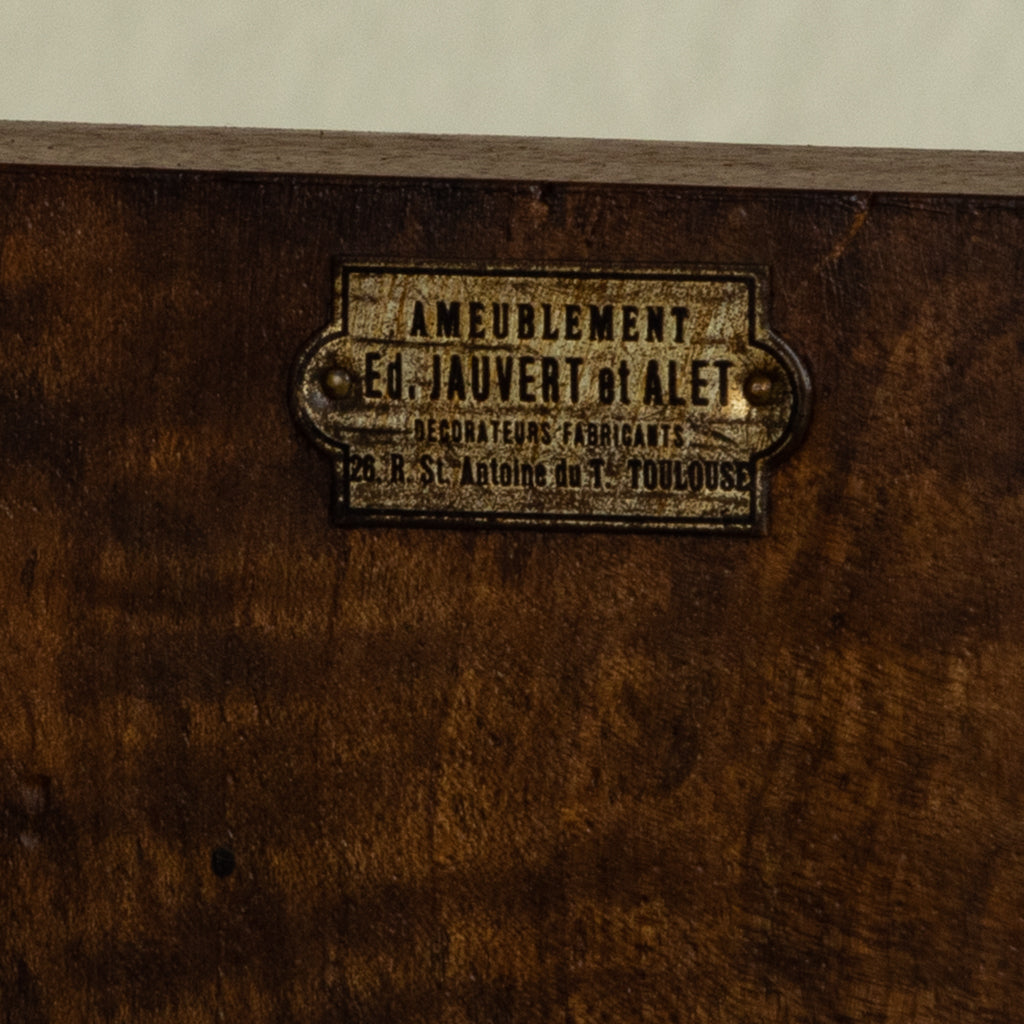 AMEUBLEMENT
Ed. JAUVERT et ALET
DÉCORATEURS FABRICANTS
26. R. St. Antoine du T. TOULOUSE